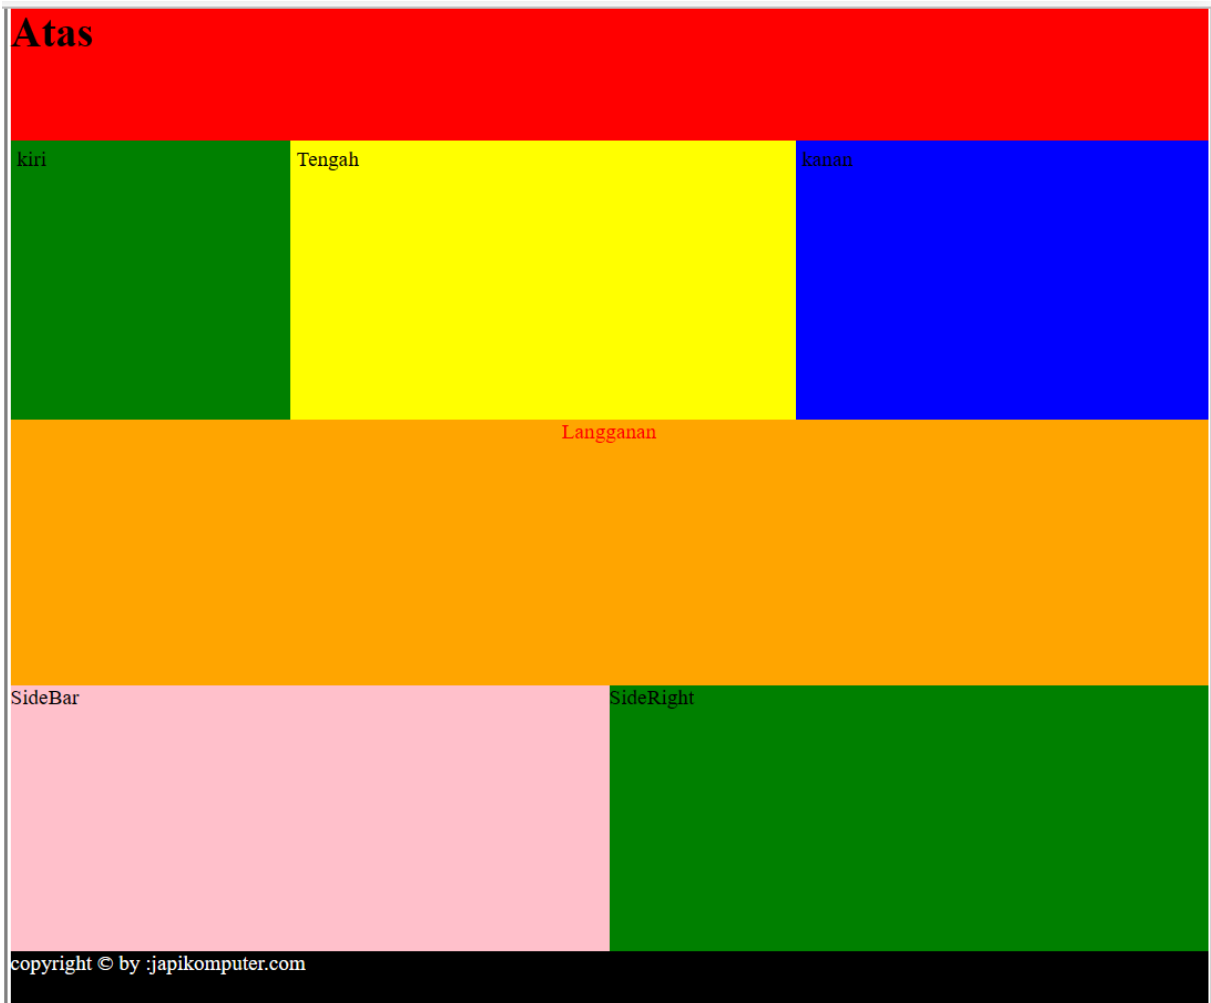 Atas
kiri
Tengah
kanan
Langganan
SideBar
SideRight
copyright © by :japikomputer.com